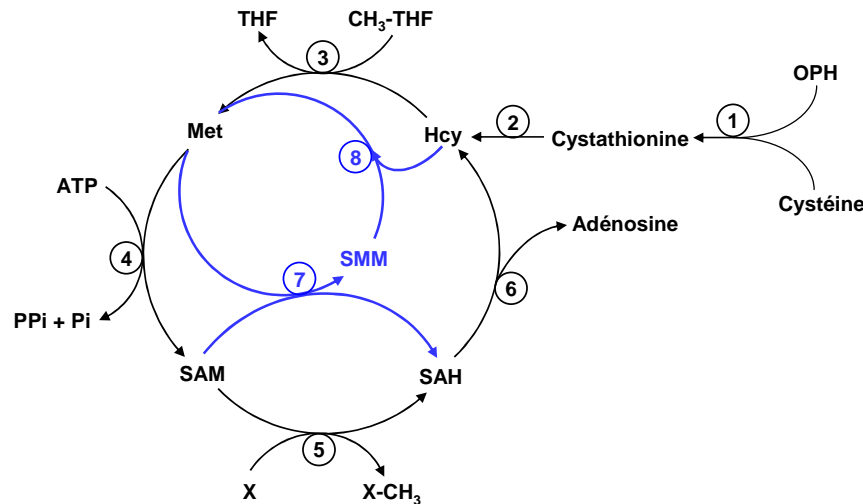 THF
CH₃-THF
3
OPH
Met
Hcy
2
Cystathionine
1
8
ATP
Cystéine
Adénosine
SMM
4
7
6
PPi + Pi
SAM
SAH
5
X
X-CH₃